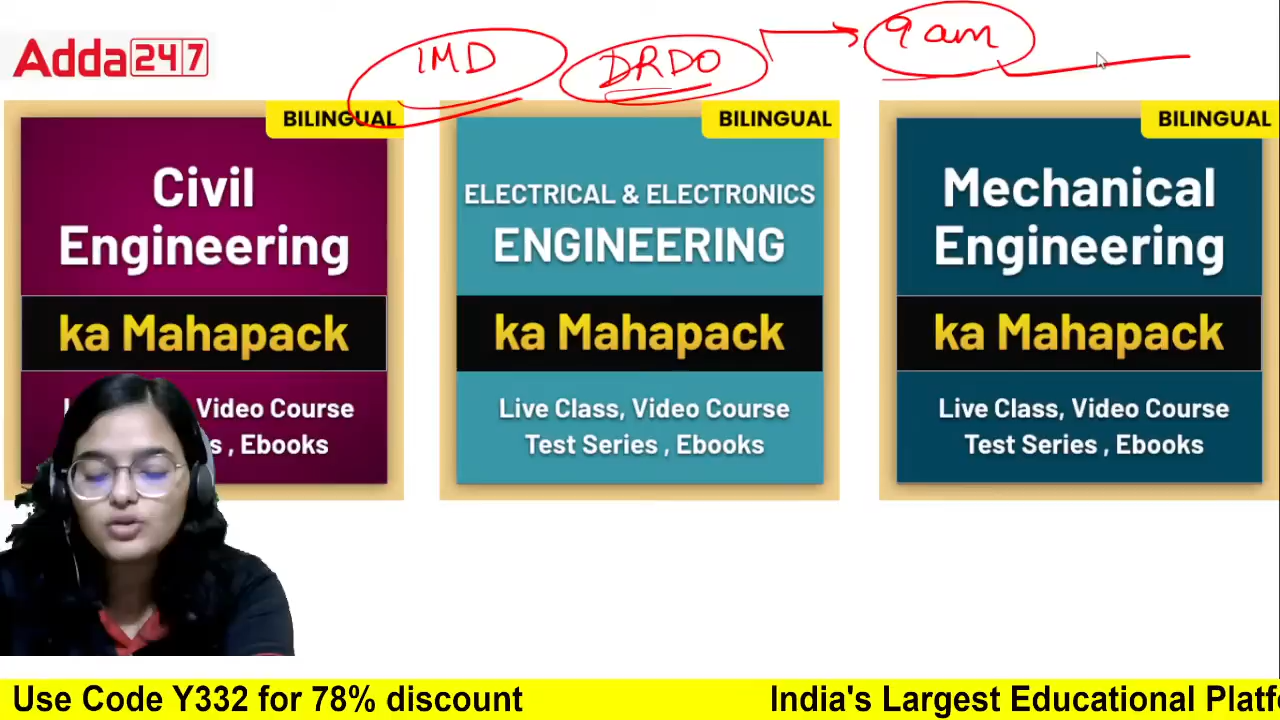 Adda247
IMD DRDO 9 am
BILINGUAL
Civil
Engineering
ka Mahapack
Video Course
, Ebooks
BILINGUAL
ELECTRICAL & ELECTRONICS
ENGINEERING
ka Mahapack
Live Class, Video Course
Test Series , Ebooks
BILINGUAL
Mechanical
Engineering
ka Mahapack
Live Class, Video Course
Test Series , Ebooks
Use Code Y332 for 78% discount
India's Largest Educational